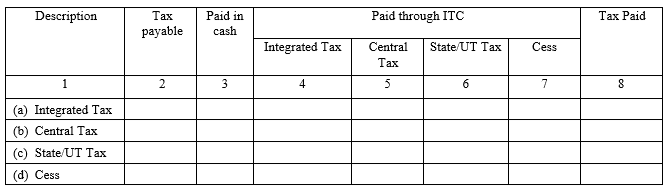 Description Tax payable Paid in cash Paid through ITC Tax Paid
Integrated Tax Central Tax State/UT Tax Cess
1 2 3 4 5 6 7 8
(a) Integrated Tax
(b) Central Tax
(c) State/UT Tax
(d) Cess